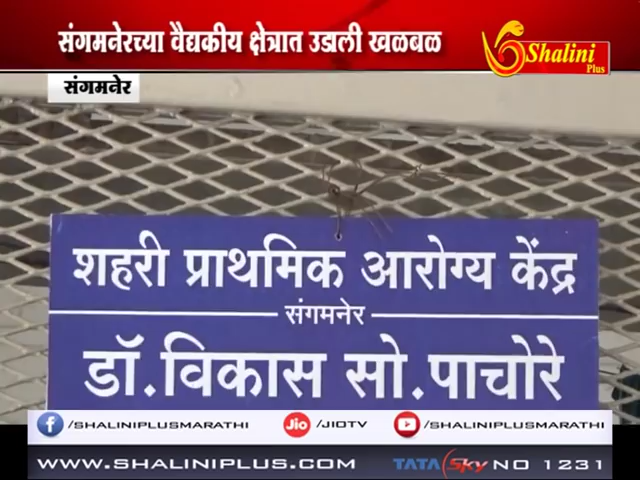 संगमनेरच्या वैद्यकीय क्षेत्रात उडाली खळबळ
Shalini
Plus
संगमनेर
शहरी प्राथमिक आरोग्य केंद्र
संगमनेर
डॉ. विकास सो. पाचोरे
/SHALINIPLUSMARATHI
Jio
/JIOTV
/SHALINIPLUSMARATHI
WWW.SHALINIPLUS.COM
TATA Sky NO 1231